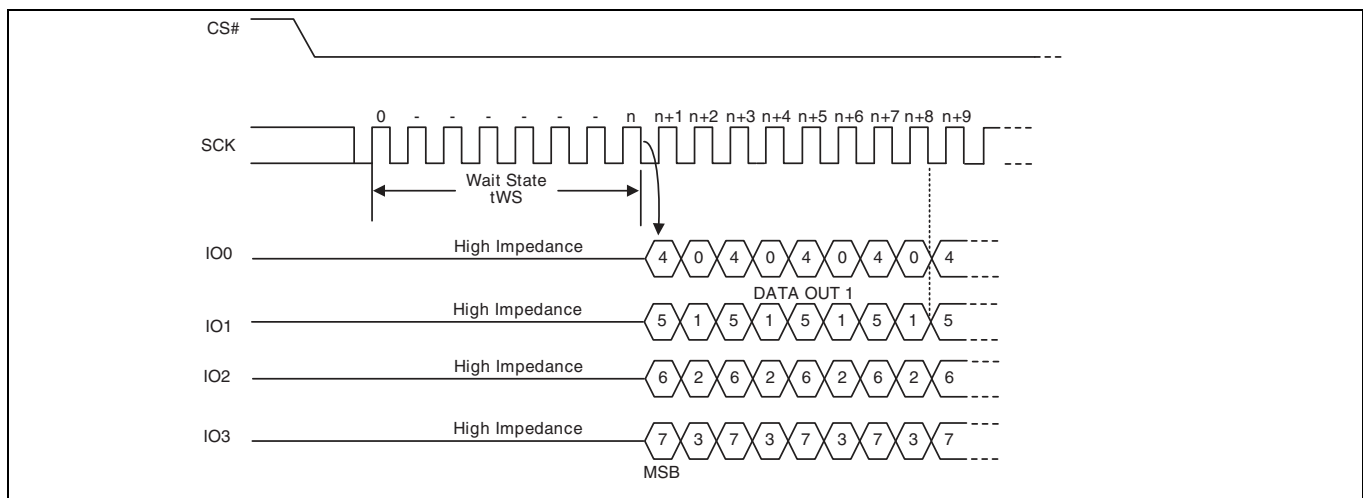 CS#
0 - - - - - - n n+1 n+2 n+3 n+4 n+5 n+6 n+7 n+8 n+9
SCK
Wait State
tWS
IO0 High Impedance 4 0 4 0 4 0 4 0 4
DATA OUT 1
IO1 High Impedance 5 1 5 1 5 1 5 1 5
IO2 High Impedance 6 2 6 2 6 2 6 2 6
IO3 High Impedance 7 3 7 3 7 3 7 3 7
MSB